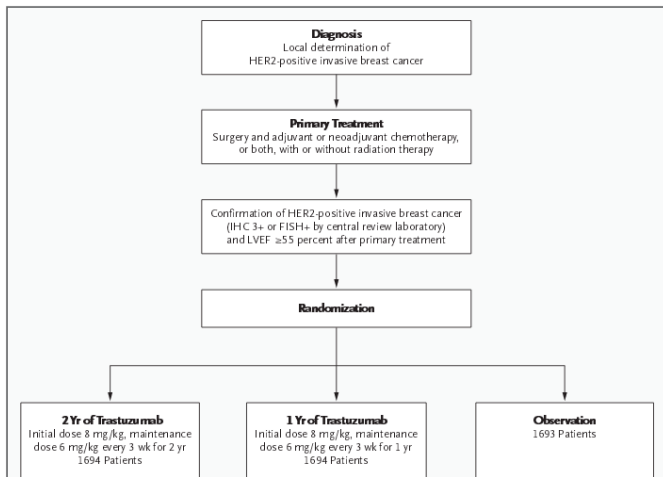 Diagnosis
Local determination of
HER2-positive invasive breast cancer
Primary Treatment
Surgery and adjuvant or neoadjuvant chemotherapy,
or both, with or without radiation therapy
Confirmation of HER2-positive invasive breast cancer
(IHC 3+ or FISH+ by central review laboratory)
and LVEF ≥55 percent after primary treatment
Randomization
2 Yr of Trastuzumab
Initial dose 8 mg/kg, maintenance
dose 6 mg/kg every 3 wk for 2 yr
1694 Patients
1 Yr of Trastuzumab
Initial dose 8 mg/kg, maintenance
dose 6 mg/kg every 3 wk for 1 yr
1694 Patients
Observation
1693 Patients